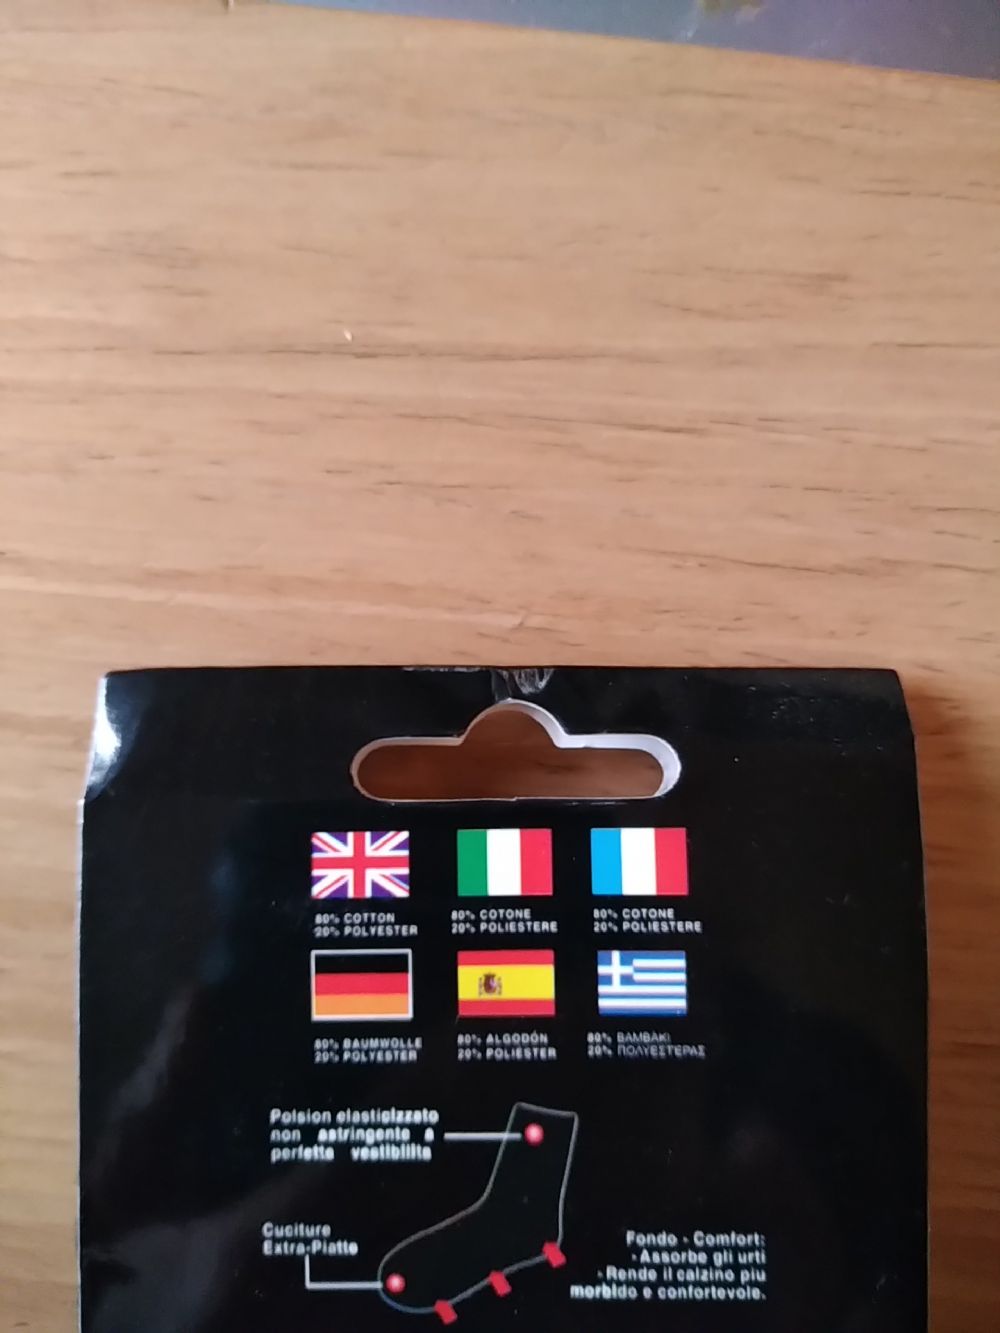 80% COTTON
20% POLYESTER
80% COTONE
20% POLIESTERE
80% COTONE
20% POLIESTERE
80% BAUMWOLLE
20% POLYESTER
80% ALGODÓN
20% POLIÉSTER
80% ΒΑΜΒΑΚΙ
20% ΠΟΛΥΕΣΤΕΡΑΣ
Polsion elasticizzato
non astringente a
perfetta vestibilita
Cuciture
Extra-Piatte
Fondo - Comfort:
- Assorbe gli urti
- Rende il calzino piu
morbido e confortevole.